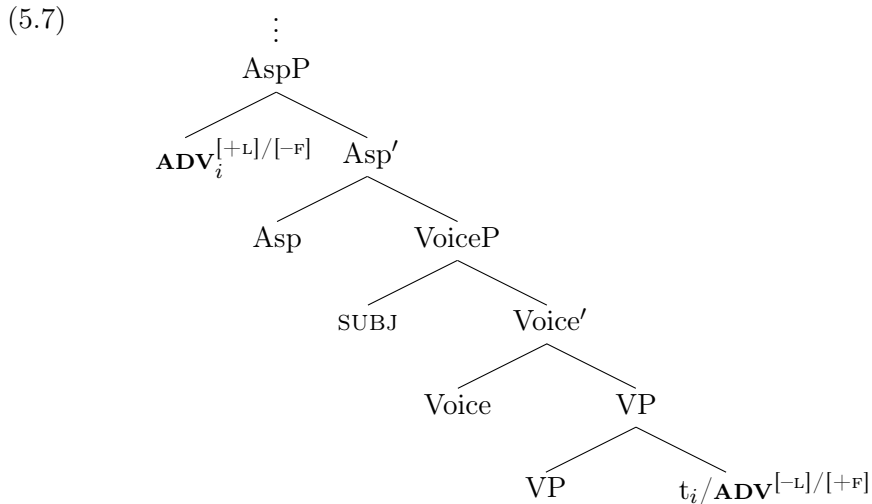 (5.7)
⋮
AspP
ADV_i^[+L]/[–F] Asp′
Asp VoiceP
SUBJ Voice′
Voice VP
VP t_i/ADV^[–L]/[+F]